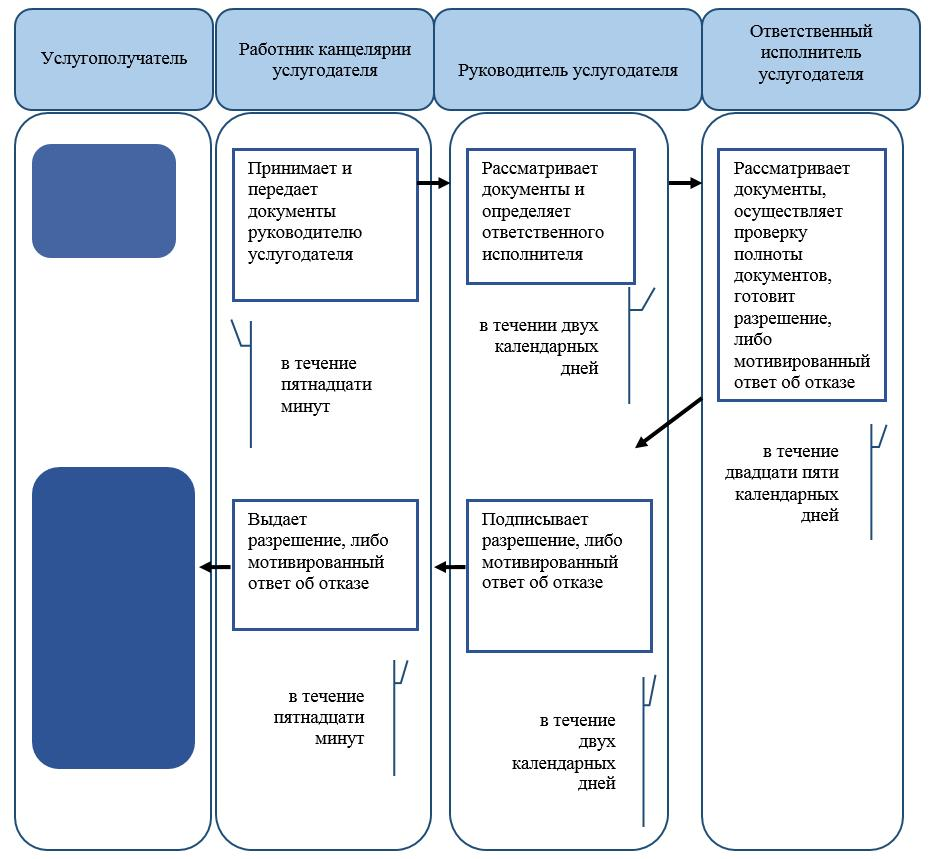 Услугополучатель
Работник канцелярии
услугодателя
Руководитель услугодателя
Ответственный
исполнитель
услугодателя
Принимает и
передает
документы
руководителю
услугодателя
в течение
пятнадцати
минут
Рассматривает
документы и
определяет
ответственного
исполнителя
в течении двух
календарных
дней
Рассматривает
документы,
осуществляет
проверку
полноты
документов,
готовит
разрешение,
либо
мотивированный
ответ об отказе
в течение
двадцати пяти
календарных
дней
Подписывает
разрешение, либо
мотивированный
ответ об отказе
в течение
двух
календарных
дней
Выдает
разрешение, либо
мотивированный
ответ об отказе
в течение
пятнадцати
минут